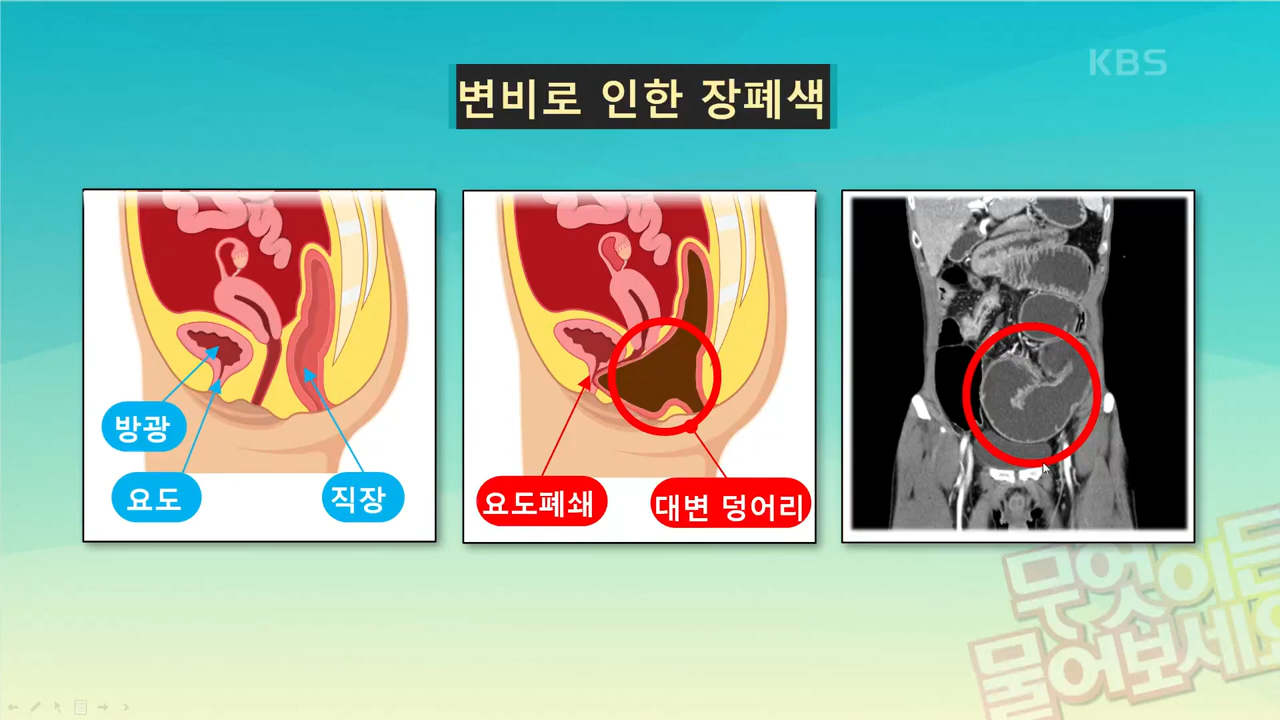 KBS
변비로 인한 장폐색
방광
요도
직장
요도폐쇄
대변 덩어리
무엇이든
물어보세요